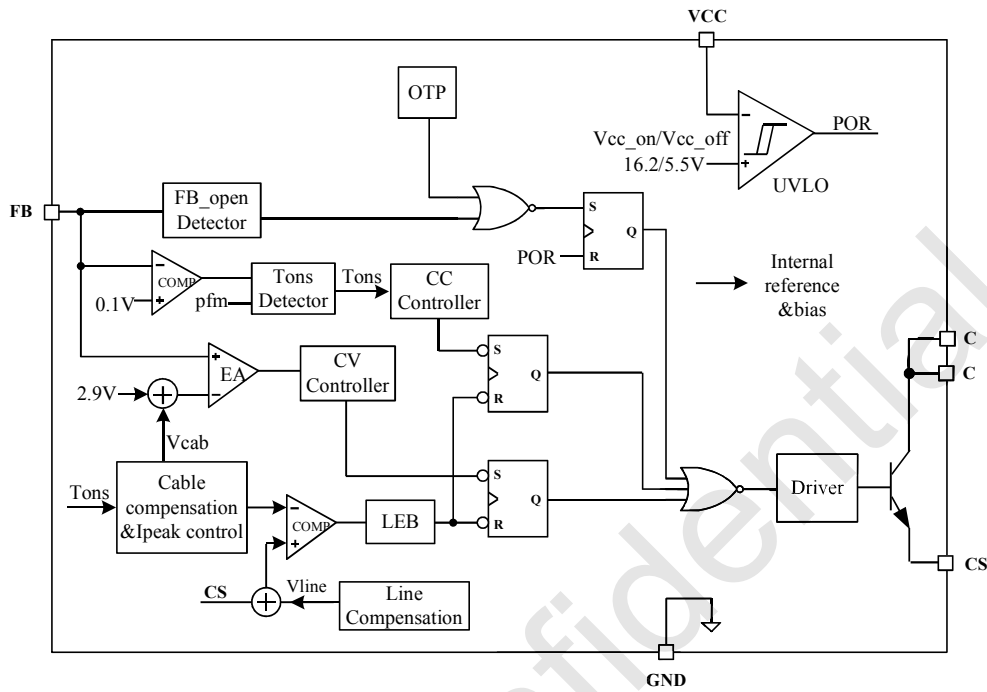 VCC
OTP
POR
Vcc_on/Vcc_off
16.2/5.5V
UVLO
FB
FB_open
Detector
S
Q
R
POR
COMP
0.1V
pfm
Tons
Detector
Tons
CC
Controller
Internal
reference
&bias
C
C
EA
2.9V
CV
Controller
S
Q
R
Vcab
Tons
Cable
compensation
&Ipeak control
COMP
LEB
S
Q
R
Driver
CS
CS
Vline
Line
Compensation
GND
nfidential